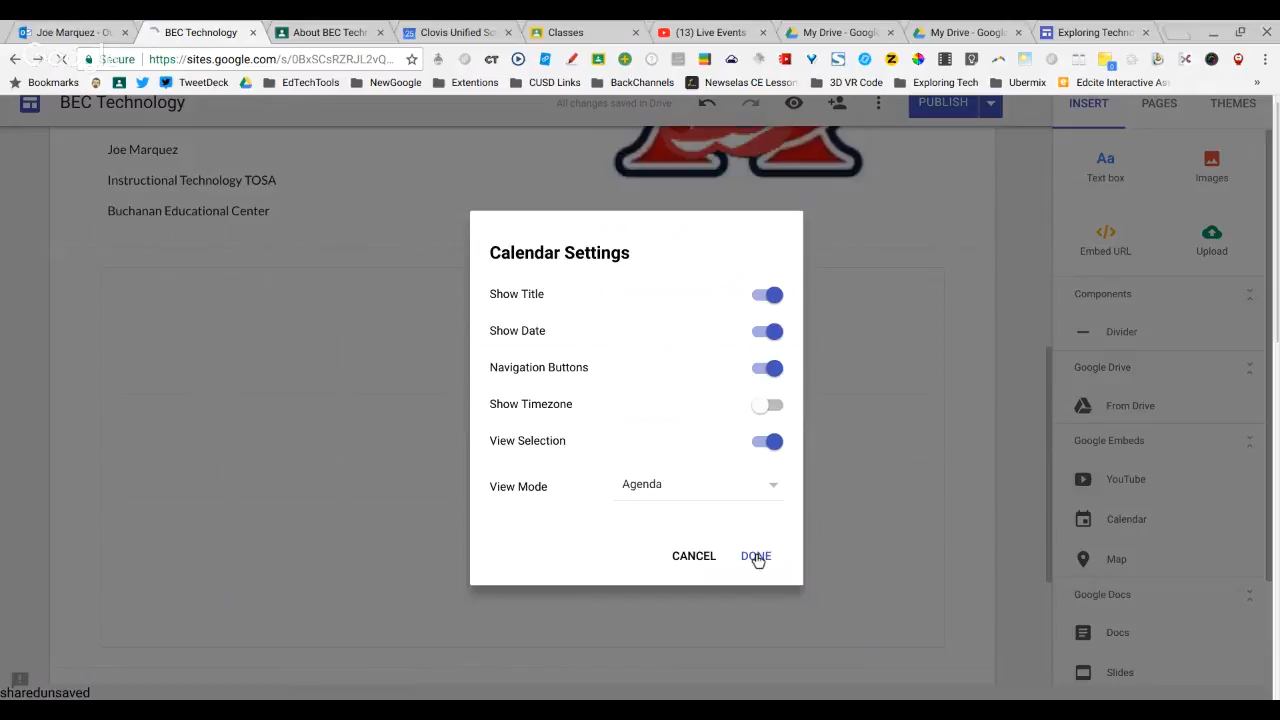 Joe Marquez - Ou
BEC Technology
About BEC Techn
Clovis Unified Sc
Classes
(13) Live Events
My Drive - Google
My Drive - Google
Exploring Techno
Secure
https://sites.google.com/s/0BxSCsRZRJL2vQ...
Bookmarks
TweetDeck
EdTechTools
NewGoogle
Extentions
CUSD Links
BackChannels
Newselas CE Lesson
3D VR Code
Exploring Tech
Ubermix
Edcite Interactive Ass
»
BEC Technology
All changes saved in Drive
PUBLISH
INSERT
PAGES
THEMES
Joe Marquez
Instructional Technology TOSA
Buchanan Educational Center
Calendar Settings
Show Title
Show Date
Navigation Buttons
Show Timezone
View Selection
View Mode
Agenda
CANCEL
DONE
Aa
Text box
Images
Embed URL
Upload
Components
Divider
Google Drive
From Drive
Google Embeds
YouTube
Calendar
Map
Google Docs
Docs
Slides
sharedunsaved